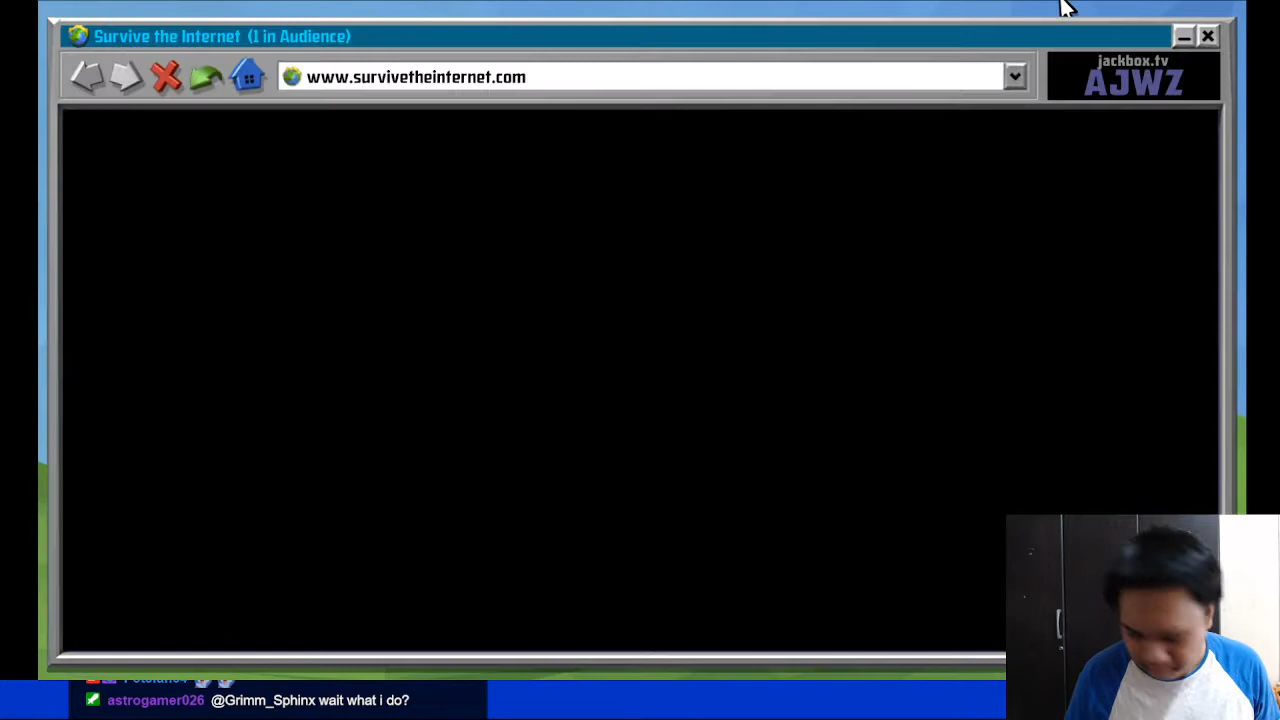 Survive the Internet (1 in Audience)
www.survivetheinternet.com
jackbox.tv
AJWZ
astrogamer026 @Grimm_Sphinx wait what i do?